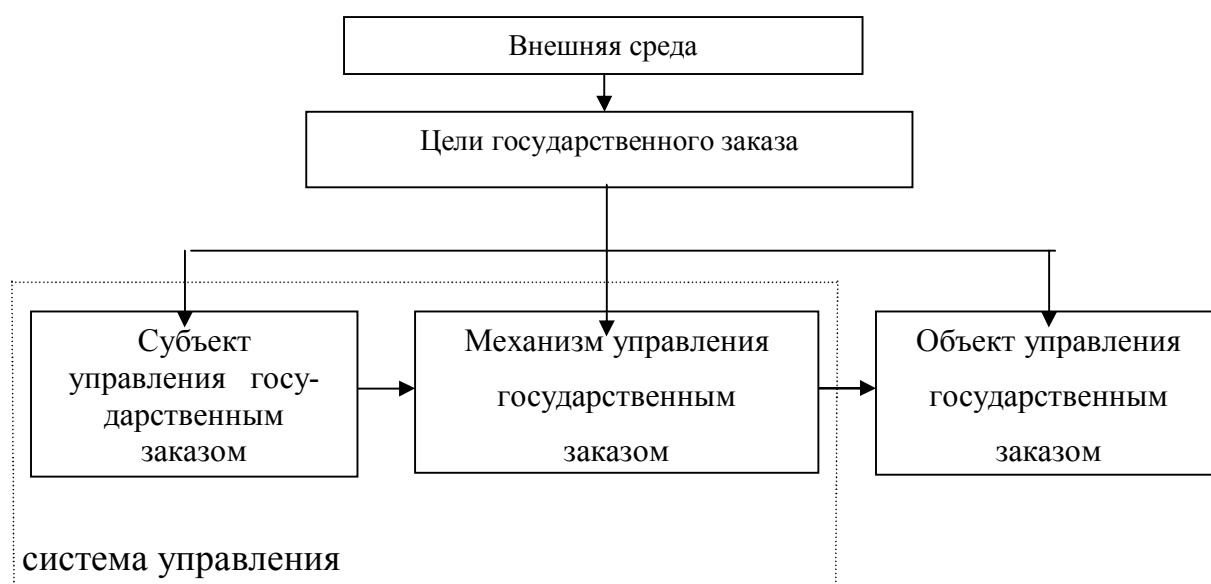 Внешняя среда
Цели государственного заказа
Субъект
управления госу-
дарственным
заказом
Механизм управления
государственным
заказом
Объект управления
государственным
заказом
система управления